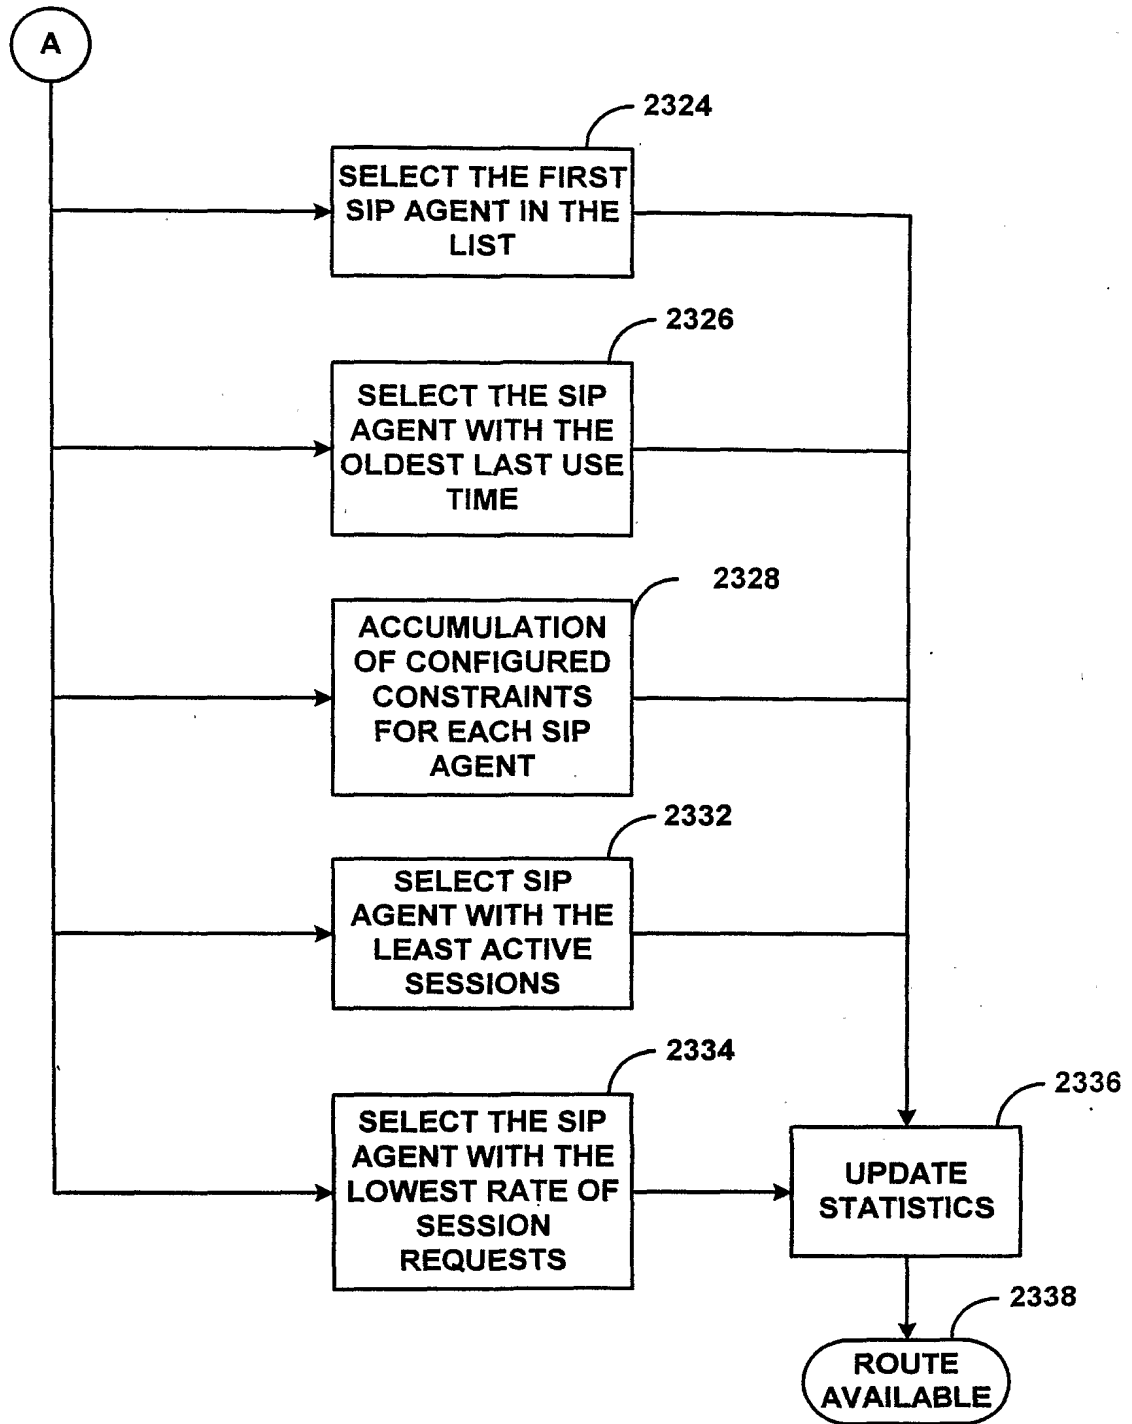 A
2324
SELECT THE FIRST
SIP AGENT IN THE
LIST
2326
SELECT THE SIP
AGENT WITH THE
OLDEST LAST USE
TIME
2328
ACCUMULATION
OF CONFIGURED
CONSTRAINTS
FOR EACH SIP
AGENT
2332
SELECT SIP
AGENT WITH THE
LEAST ACTIVE
SESSIONS
2334
SELECT THE SIP
AGENT WITH THE
LOWEST RATE OF
SESSION
REQUESTS
2336
UPDATE
STATISTICS
2338
ROUTE
AVAILABLE